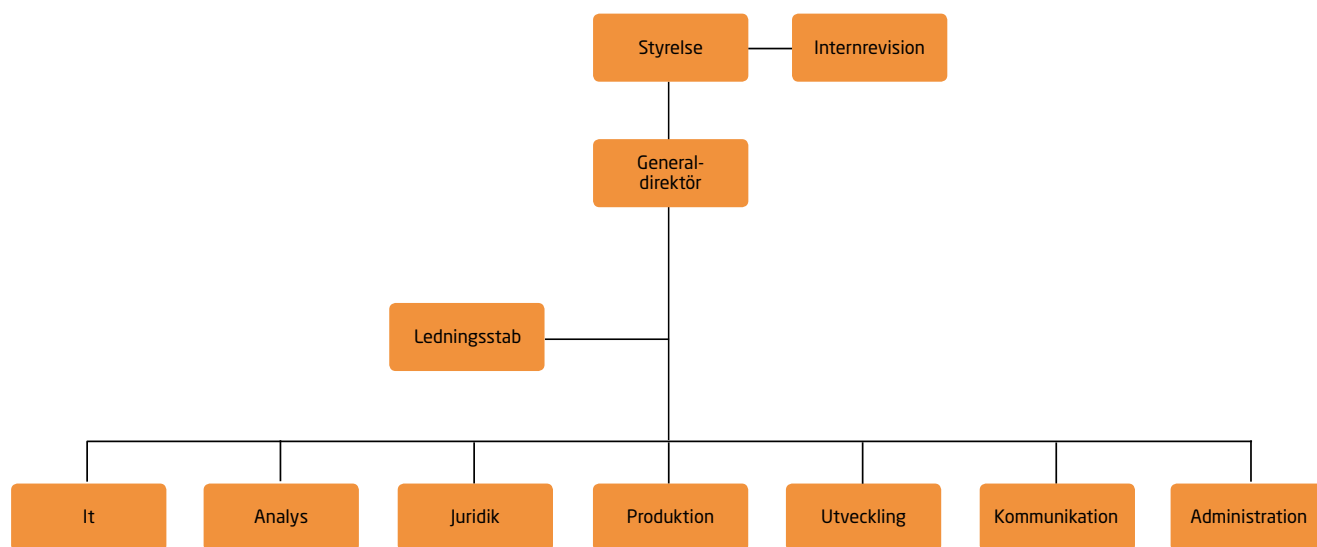 Styrelse
Internrevision
General-
direktör
Ledningsstab
It
Analys
Juridik
Produktion
Utveckling
Kommunikation
Administration